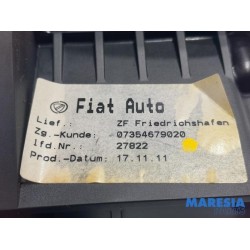 Fiat Auto
Lief.: ZF Friedrichshafen
Zg.-Kunde: 07354679020
lfd.Nr.: 27822
Prod.-Datum: 17.11.11
MARESIA